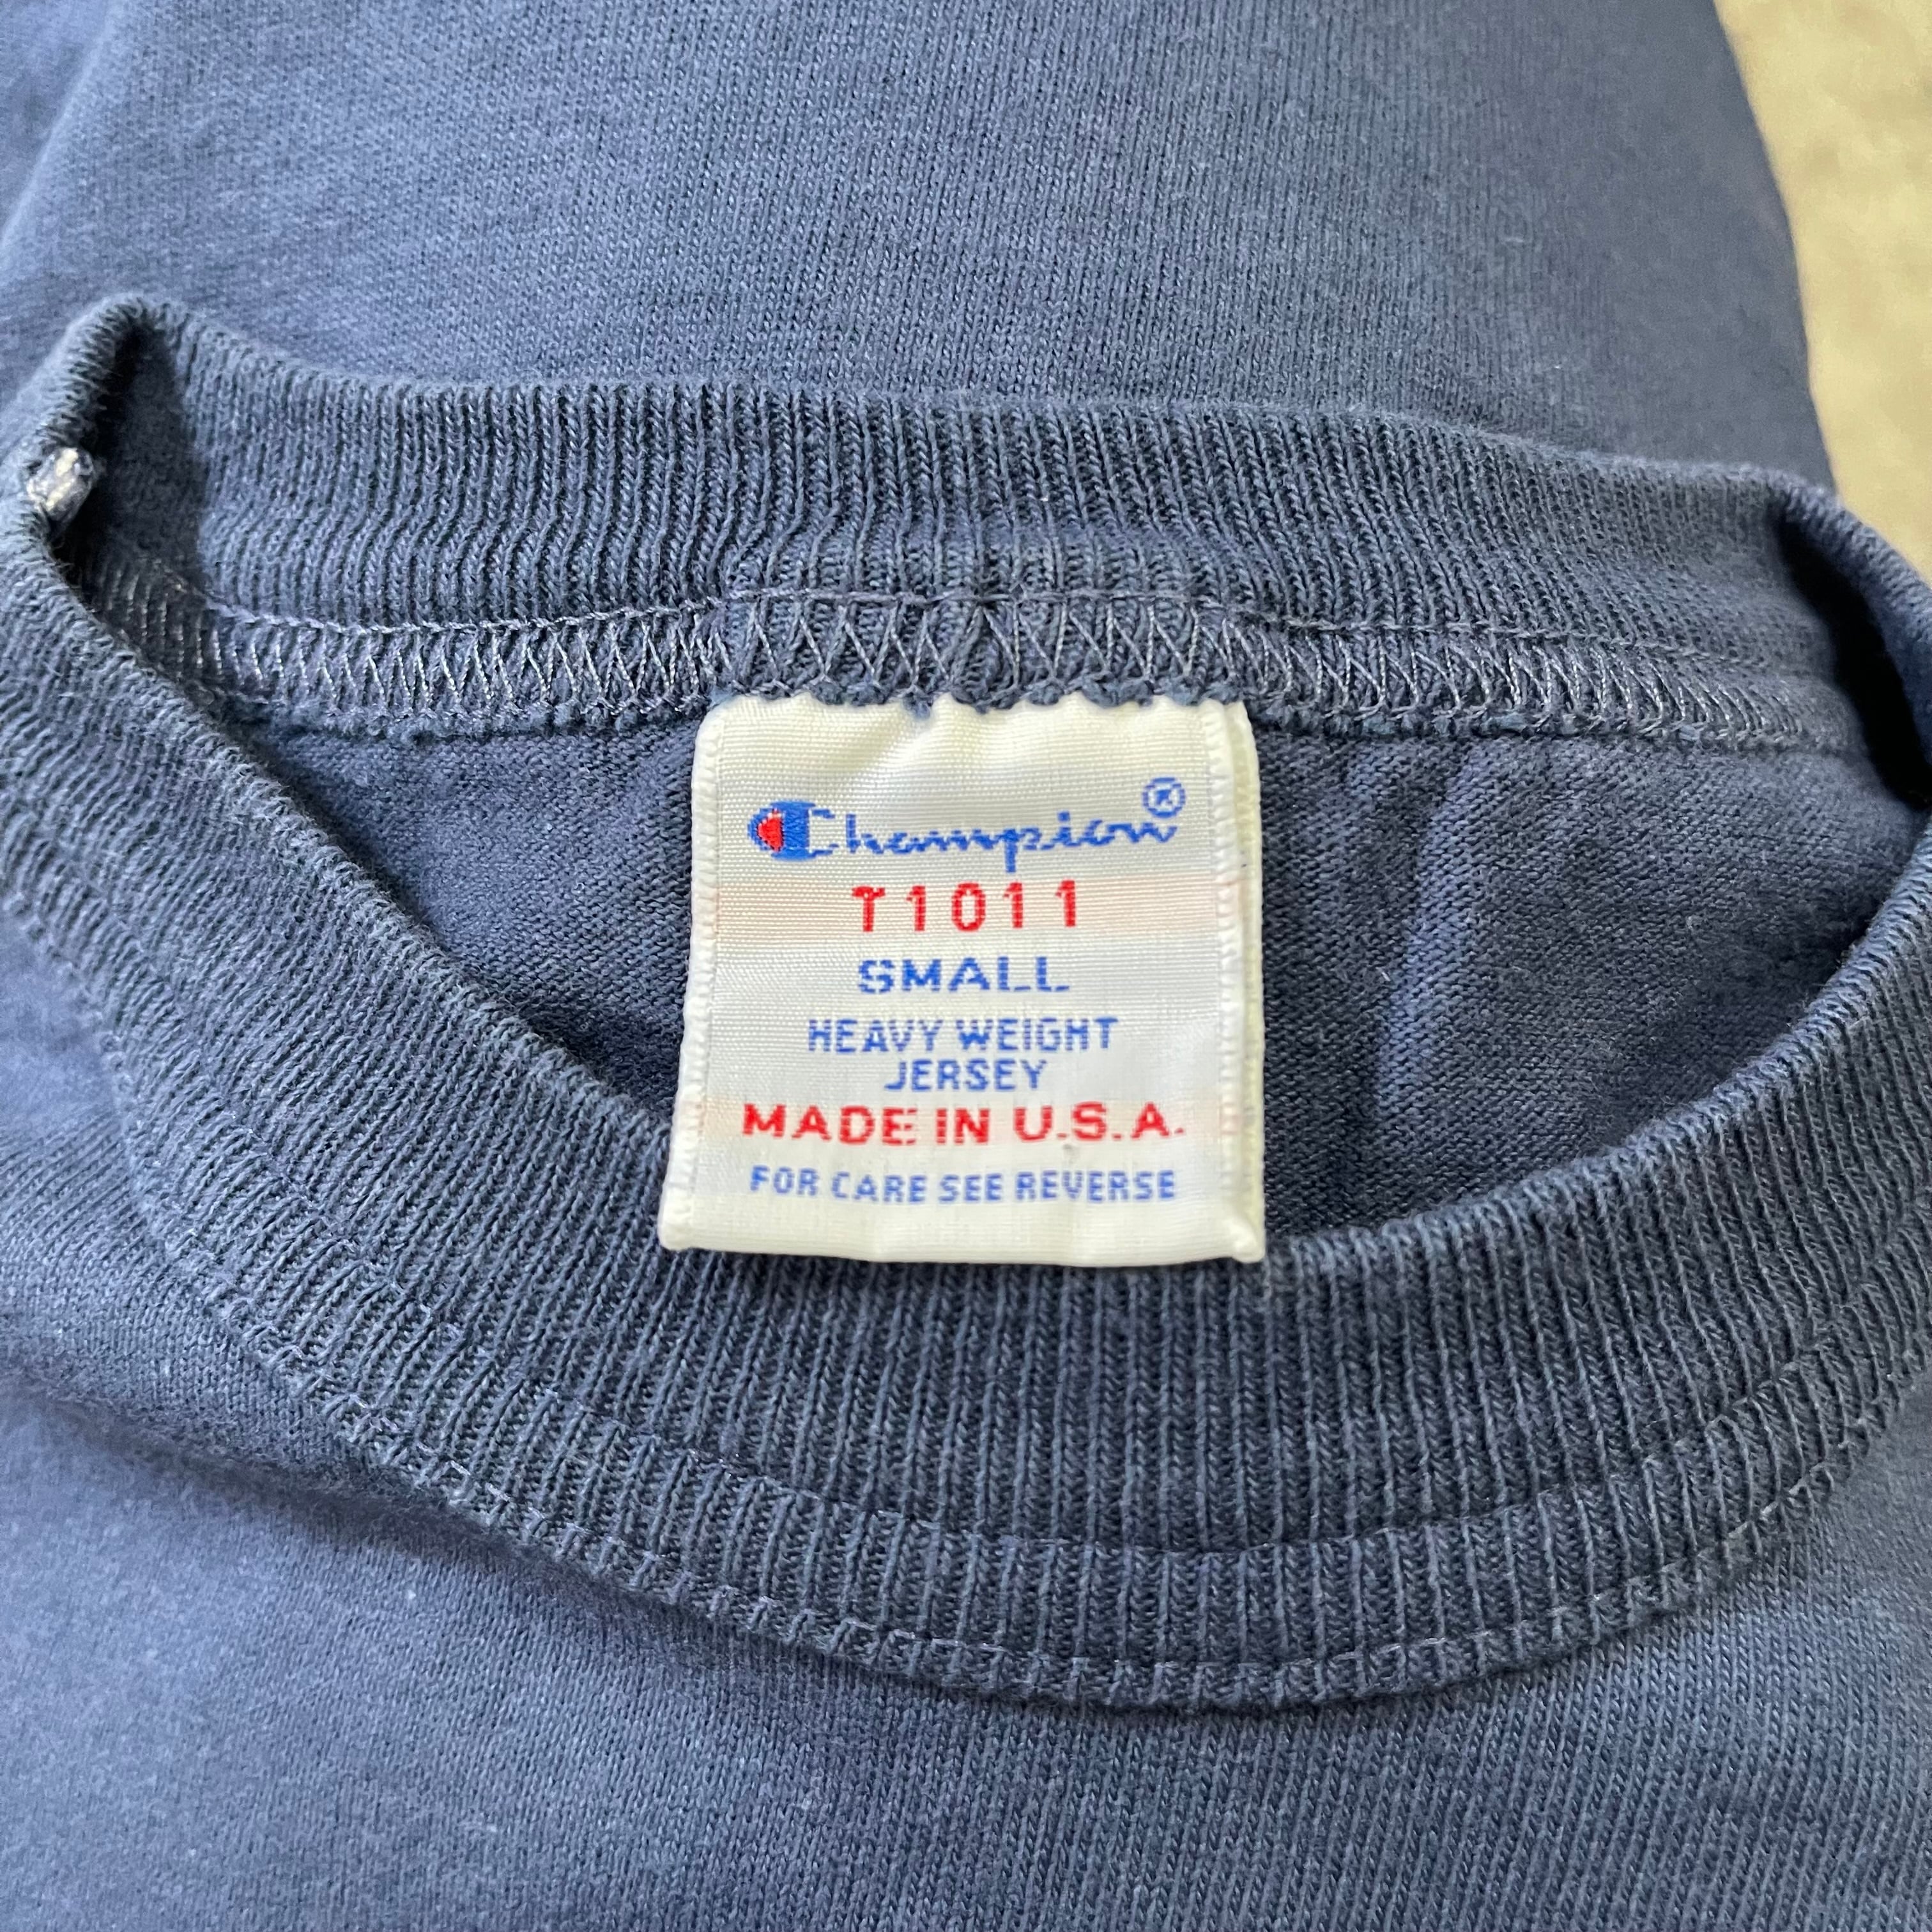 Champion®
T1011
SMALL
HEAVY WEIGHT
JERSEY
MADE IN U.S.A.
FOR CARE SEE REVERSE